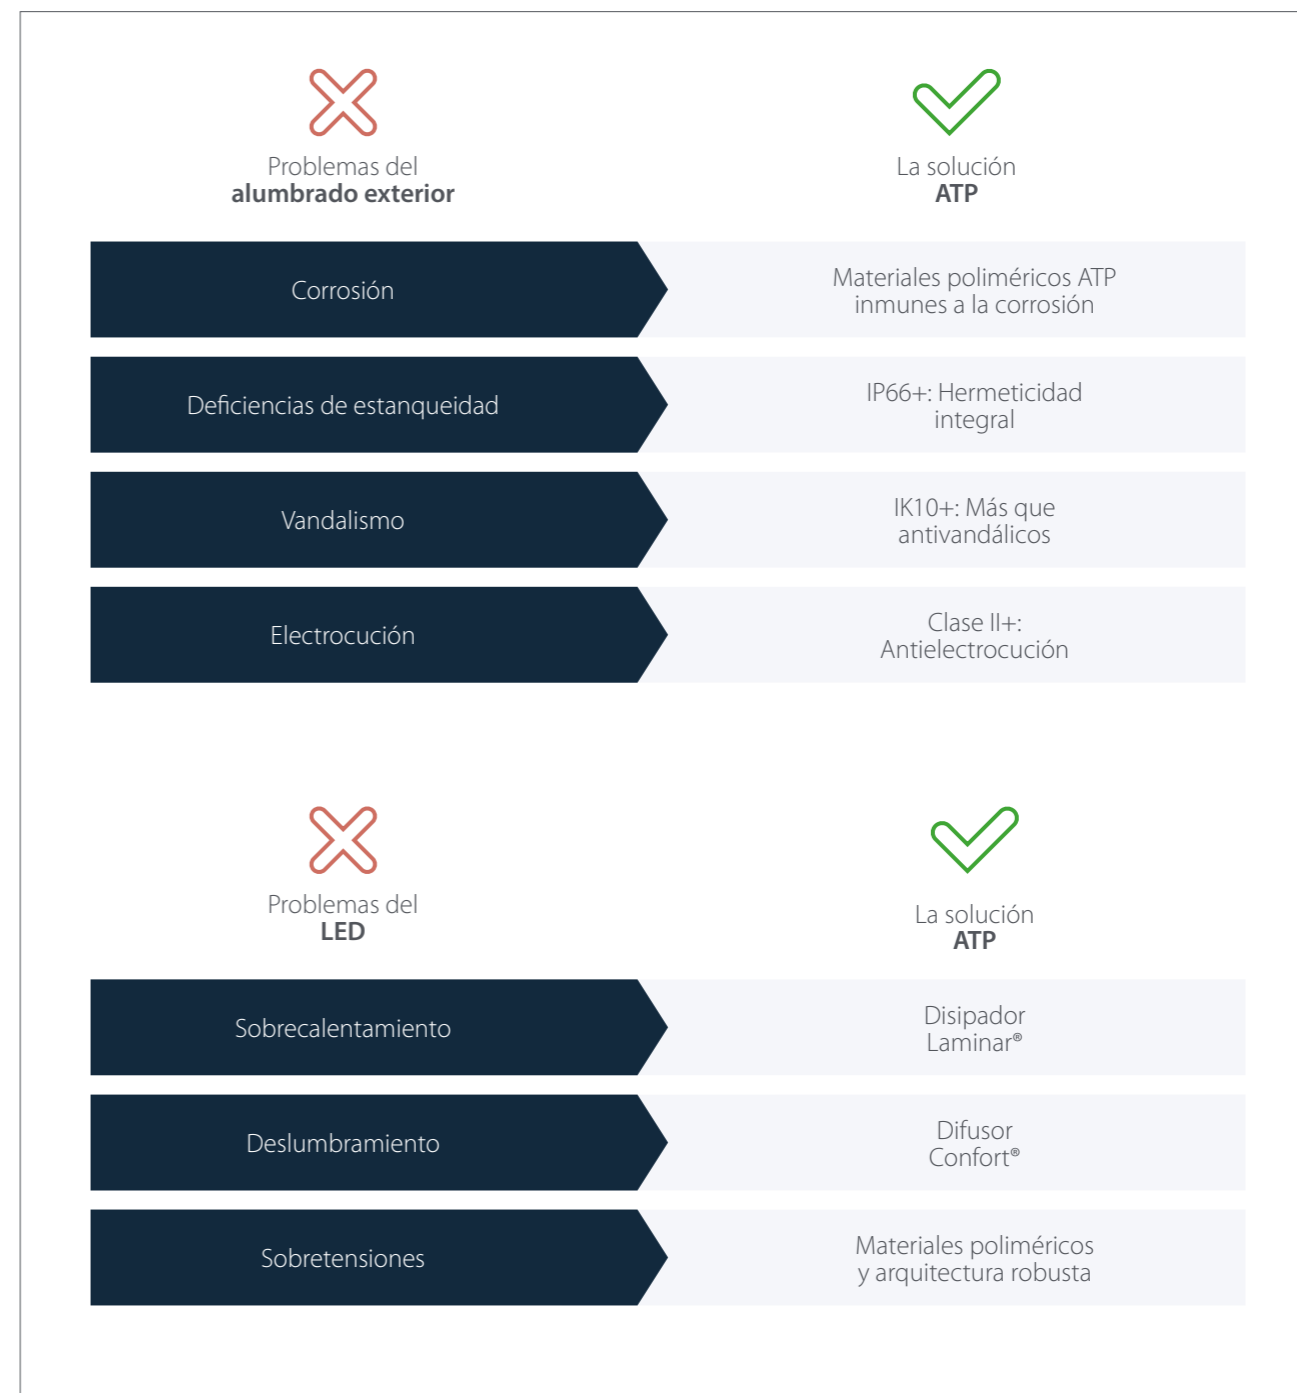 Problemas del
alumbrado exterior
La solución
ATP
Corrosión
Materiales poliméricos ATP
inmunes a la corrosión
Deficiencias de estanqueidad
IP66+: Hermeticidad
integral
Vandalismo
IK10+: Más que
antivandálicos
Electrocución
Clase II+:
Antielectrocución
Problemas del
LED
La solución
ATP
Sobrecalentamiento
Disipador
Laminar®
Deslumbramiento
Difusor
Confort®
Sobretensiones
Materiales poliméricos
y arquitectura robusta